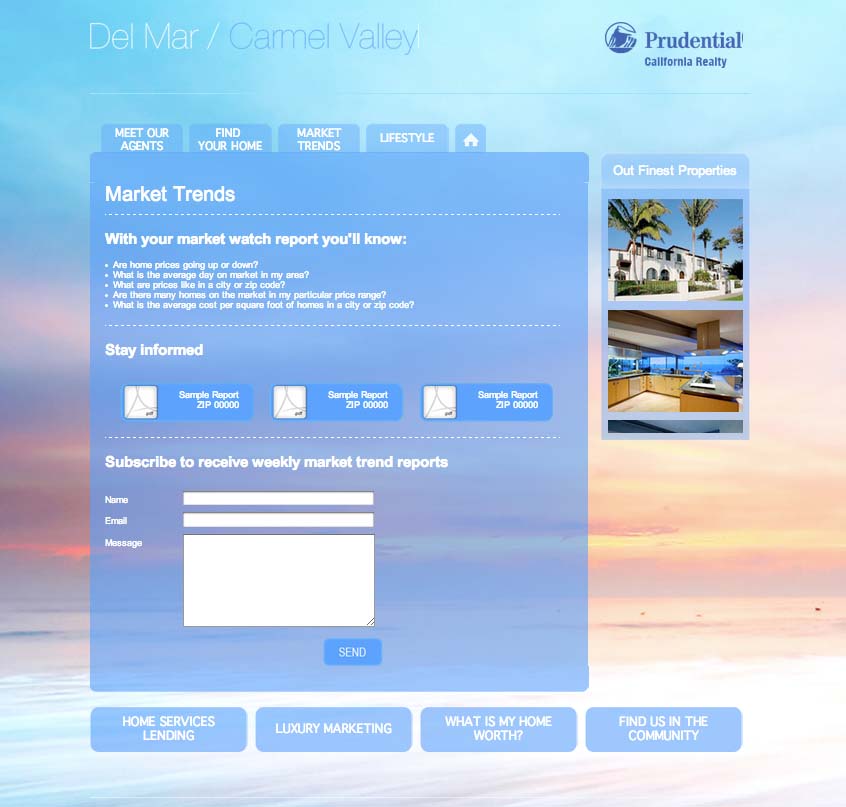 Del Mar / Carmel Valley
Prudential
California Realty
MEET OUR
AGENTS
FIND
YOUR HOME
MARKET
TRENDS
LIFESTYLE
Out Finest Properties
Market Trends
With your market watch report you'll know:
• Are home prices going up or down?
• What is the average day on market in my area?
• What are prices like in a city or zip code?
• Are there many homes on the market in my particular price range?
• What is the average cost per square foot of homes in a city or zip code?
Stay informed
Sample Report
ZIP 00000
Sample Report
ZIP 00000
Sample Report
ZIP 00000
Subscribe to receive weekly market trend reports
Name
Email
Message
SEND
HOME SERVICES
LENDING
LUXURY MARKETING
WHAT IS MY HOME
WORTH?
FIND US IN THE
COMMUNITY